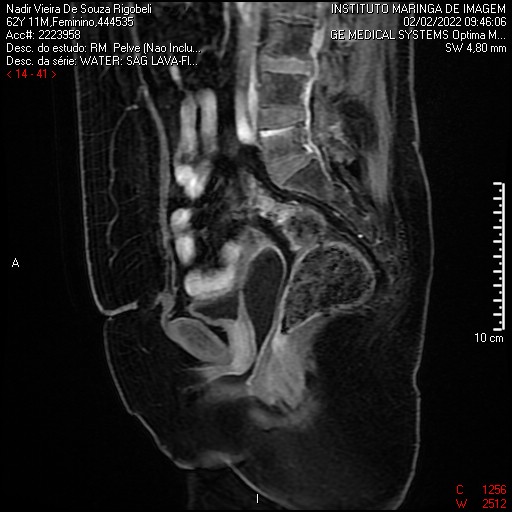 Nadir Vieira De Souza Rigobeli
62Y 11M,Feminino,444535
Acc#: 2223958
Desc. do estudo: RM Pelve (Nao Inclu...
Desc. da série: WATER: SAG LAVA-Fl...
< 14 - 41 >
INSTITUTO MARINGA DE IMAGEM
02/02/2022 09:46:06
GE MEDICAL SYSTEMS Optima M...
SW 4,80 mm
A
10 cm
I
C 1256
W 2512